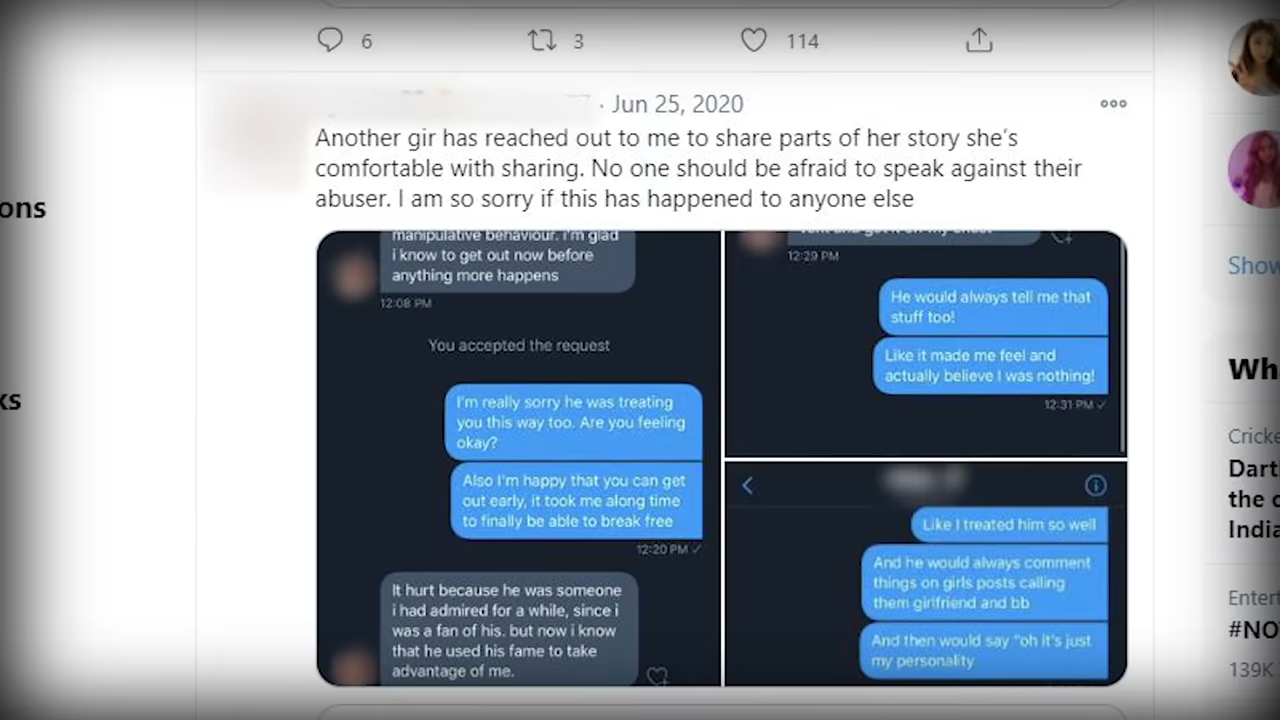 6
3
114
· Jun 25, 2020
Another gir has reached out to me to share parts of her story she's
comfortable with sharing. No one should be afraid to speak against their
abuser. I am so sorry if this has happened to anyone else
manipulative behaviour. i'm glad
i know to get out now before
anything more happens
12:08 PM
You accepted the request
I'm really sorry he was treating
you this way too. Are you feeling
okay?
Also I'm happy that you can get
out early, it took me along time
to finally be able to break free
12:20 PM ✓
It hurt because he was someone
i had admired for a while, since i
was a fan of his. but now i know
that he used his fame to take
advantage of me.
12:29 PM
He would always tell me that
stuff too!
Like it made me feel and
actually believe I was nothing!
12:31 PM ✓
Like I treated him so well
And he would always comment
things on girls posts calling
them girlfriend and bb
And then would say "oh it's just
my personality
ons
ks
Show
Wh
Cricke
Dart
the c
India
Entert
#NO
139K